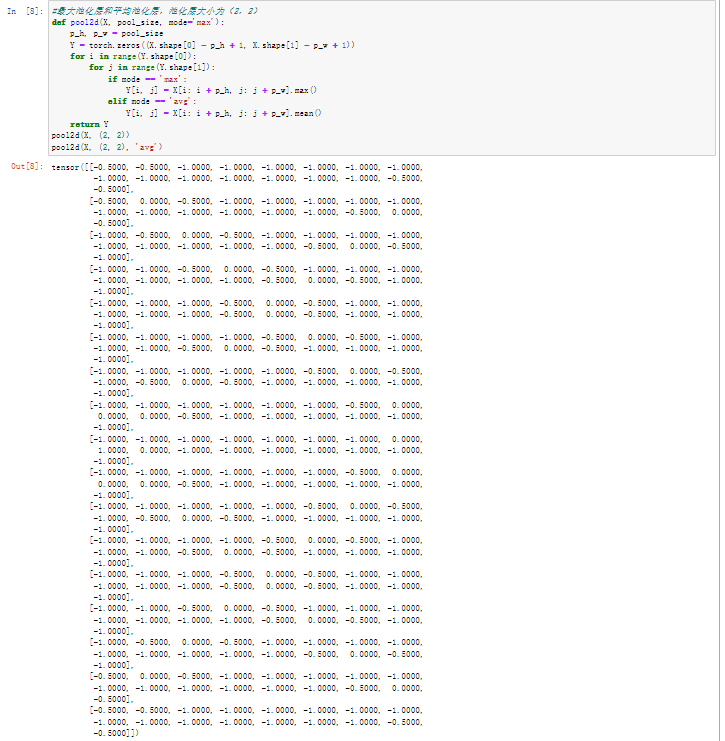 In [8]: #最大池化层和平均池化层，池化层大小为（2，2）
def pool2d(X, pool_size, mode='max'):
p_h, p_w = pool_size
Y = torch.zeros((X.shape[0] - p_h + 1, X.shape[1] - p_w + 1))
for i in range(Y.shape[0]):
for j in range(Y.shape[1]):
if mode == 'max':
Y[i, j] = X[i: i + p_h, j: j + p_w].max()
elif mode == 'avg':
Y[i, j] = X[i: i + p_h, j: j + p_w].mean()
return Y
pool2d(X, (2, 2))
pool2d(X, (2, 2), 'avg')
Out[8]: tensor([[-0.5000, -0.5000, -1.0000, -1.0000, -1.0000, -1.0000, -1.0000, -1.0000,
-1.0000, -1.0000, -1.0000, -1.0000, -1.0000, -1.0000, -1.0000, -0.5000,
-0.5000],
[-0.5000, 0.0000, -0.5000, -1.0000, -1.0000, -1.0000, -1.0000, -1.0000,
-1.0000, -1.0000, -1.0000, -1.0000, -1.0000, -1.0000, -0.5000, 0.0000,
-0.5000],
[-1.0000, -0.5000, 0.0000, -0.5000, -1.0000, -1.0000, -1.0000, -1.0000,
-1.0000, -1.0000, -1.0000, -1.0000, -1.0000, -0.5000, 0.0000, -0.5000,
-1.0000],
[-1.0000, -1.0000, -0.5000, 0.0000, -0.5000, -1.0000, -1.0000, -1.0000,
-1.0000, -1.0000, -1.0000, -1.0000, -0.5000, 0.0000, -0.5000, -1.0000,
-1.0000],
[-1.0000, -1.0000, -1.0000, -0.5000, 0.0000, -0.5000, -1.0000, -1.0000,
-1.0000, -1.0000, -1.0000, -0.5000, 0.0000, -0.5000, -1.0000, -1.0000,
-1.0000],
[-1.0000, -1.0000, -1.0000, -1.0000, -0.5000, 0.0000, -0.5000, -1.0000,
-1.0000, -1.0000, -0.5000, 0.0000, -0.5000, -1.0000, -1.0000, -1.0000,
-1.0000],
[-1.0000, -1.0000, -1.0000, -1.0000, -1.0000, -0.5000, 0.0000, -0.5000,
-1.0000, -0.5000, 0.0000, -0.5000, -1.0000, -1.0000, -1.0000, -1.0000,
-1.0000],
[-1.0000, -1.0000, -1.0000, -1.0000, -1.0000, -1.0000, -0.5000, 0.0000,
0.0000, 0.0000, -0.5000, -1.0000, -1.0000, -1.0000, -1.0000, -1.0000,
-1.0000],
[-1.0000, -1.0000, -1.0000, -1.0000, -1.0000, -1.0000, -1.0000, 0.0000,
1.0000, 0.0000, -1.0000, -1.0000, -1.0000, -1.0000, -1.0000, -1.0000,
-1.0000],
[-1.0000, -1.0000, -1.0000, -1.0000, -1.0000, -1.0000, -0.5000, 0.0000,
0.0000, 0.0000, -0.5000, -1.0000, -1.0000, -1.0000, -1.0000, -1.0000,
-1.0000],
[-1.0000, -1.0000, -1.0000, -1.0000, -1.0000, -0.5000, 0.0000, -0.5000,
-1.0000, -0.5000, 0.0000, -0.5000, -1.0000, -1.0000, -1.0000, -1.0000,
-1.0000],
[-1.0000, -1.0000, -1.0000, -1.0000, -0.5000, 0.0000, -0.5000, -1.0000,
-1.0000, -1.0000, -0.5000, 0.0000, -0.5000, -1.0000, -1.0000, -1.0000,
-1.0000],
[-1.0000, -1.0000, -1.0000, -0.5000, 0.0000, -0.5000, -1.0000, -1.0000,
-1.0000, -1.0000, -1.0000, -0.5000, 0.0000, -0.5000, -1.0000, -1.0000,
-1.0000],
[-1.0000, -1.0000, -0.5000, 0.0000, -0.5000, -1.0000, -1.0000, -1.0000,
-1.0000, -1.0000, -1.0000, -1.0000, -0.5000, 0.0000, -0.5000, -1.0000,
-1.0000],
[-1.0000, -0.5000, 0.0000, -0.5000, -1.0000, -1.0000, -1.0000, -1.0000,
-1.0000, -1.0000, -1.0000, -1.0000, -1.0000, -0.5000, 0.0000, -0.5000,
-1.0000],
[-0.5000, 0.0000, -0.5000, -1.0000, -1.0000, -1.0000, -1.0000, -1.0000,
-1.0000, -1.0000, -1.0000, -1.0000, -1.0000, -1.0000, -0.5000, 0.0000,
-0.5000],
[-0.5000, -0.5000, -1.0000, -1.0000, -1.0000, -1.0000, -1.0000, -1.0000,
-1.0000, -1.0000, -1.0000, -1.0000, -1.0000, -1.0000, -1.0000, -0.5000,
-0.5000]])